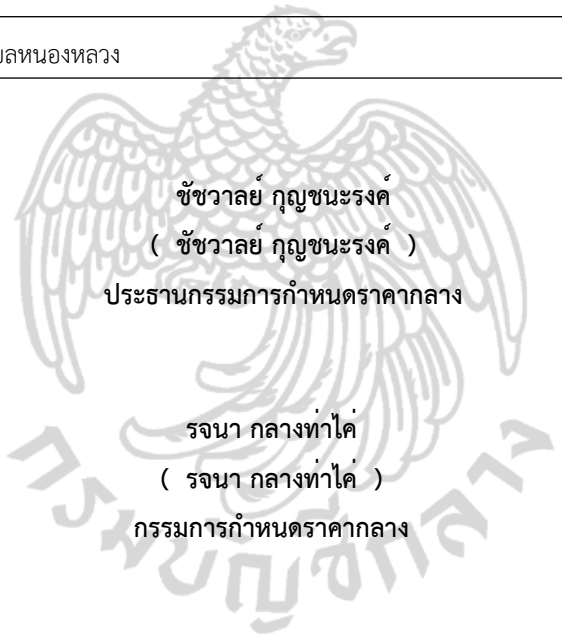 บลหนองหลวง
ชัชวาลย์ กุญชนะรงค์
( ชัชวาลย์ กุญชนะรงค์ )
ประธานกรรมการกำหนดราคากลาง
รจนา กลางท่าไค่
( รจนา กลางท่าไค่ )
กรรมการกำหนดราคากลาง
กรมบัญชีกลาง